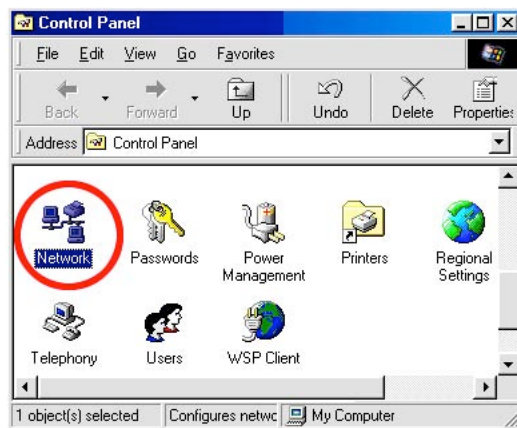 Control Panel
File Edit View Go Favorites
Back Forward Up Undo Delete Properties
Address Control Panel
Network Passwords Power Management Printers Regional Settings
Telephony Users WSP Client
1 object(s) selected Configures netwc My Computer